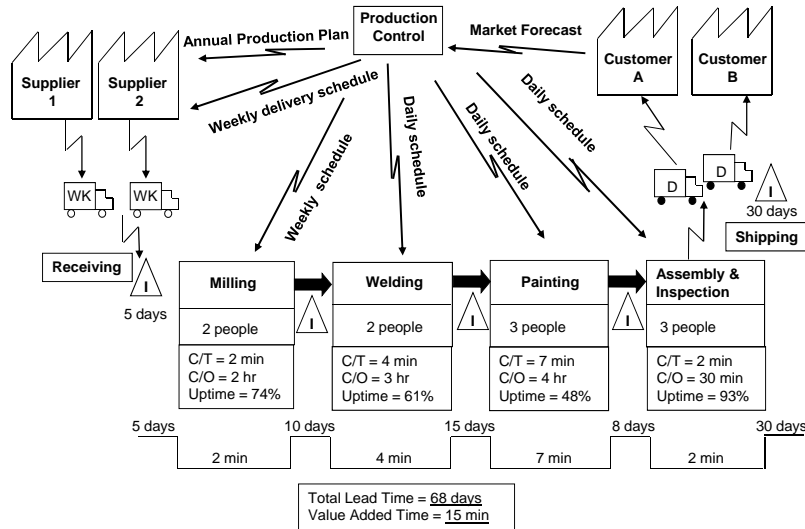 Production
Control
Annual Production Plan
Market Forecast
Supplier
1
Supplier
2
Customer
A
Customer
B
Weekly delivery schedule
Weekly schedule
Daily schedule
Daily schedule
Daily schedule
WK
WK
D
D
I
30 days
Shipping
Receiving
I
5 days
Milling
2 people
C/T = 2 min
C/O = 2 hr
Uptime = 74%
I
Welding
2 people
C/T = 4 min
C/O = 3 hr
Uptime = 61%
I
Painting
3 people
C/T = 7 min
C/O = 4 hr
Uptime = 48%
I
Assembly &
Inspection
3 people
C/T = 2 min
C/O = 30 min
Uptime = 93%
5 days
10 days
15 days
8 days
30 days
2 min
4 min
7 min
2 min
Total Lead Time = 68 days
Value Added Time = 15 min